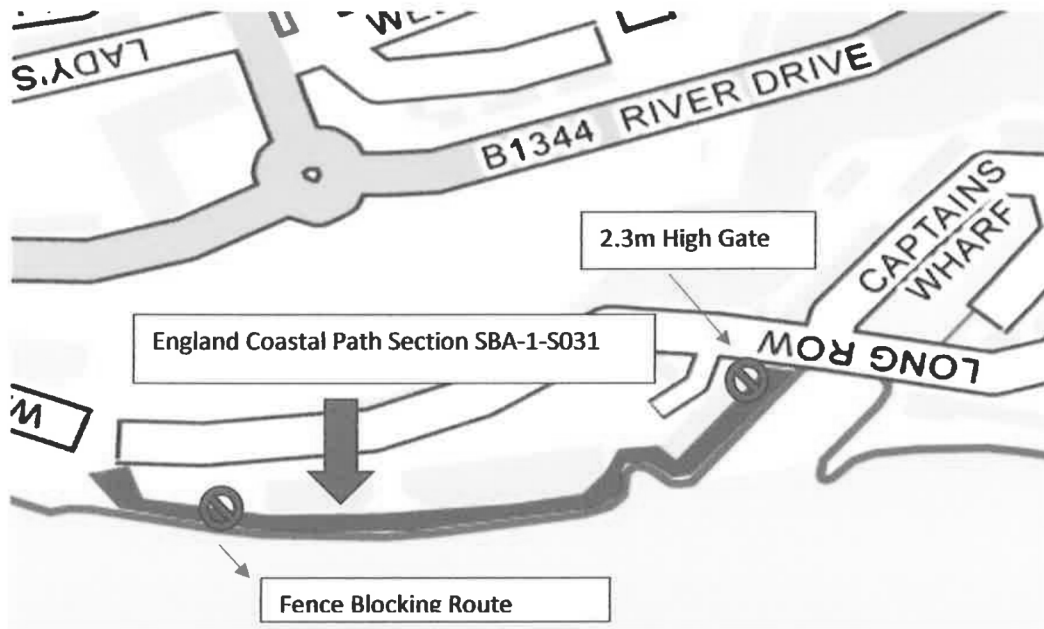 LADY'S
B1344 RIVER DRIVE
2.3m High Gate
CAPTAINS
WHARF
England Coastal Path Section SBA-1-S031
LONG ROW
Fence Blocking Route